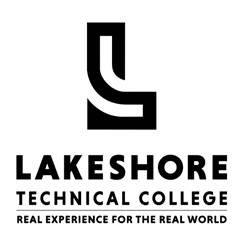 LAKESHORE
TECHNICAL COLLEGE
REAL EXPERIENCE FOR THE REAL WORLD